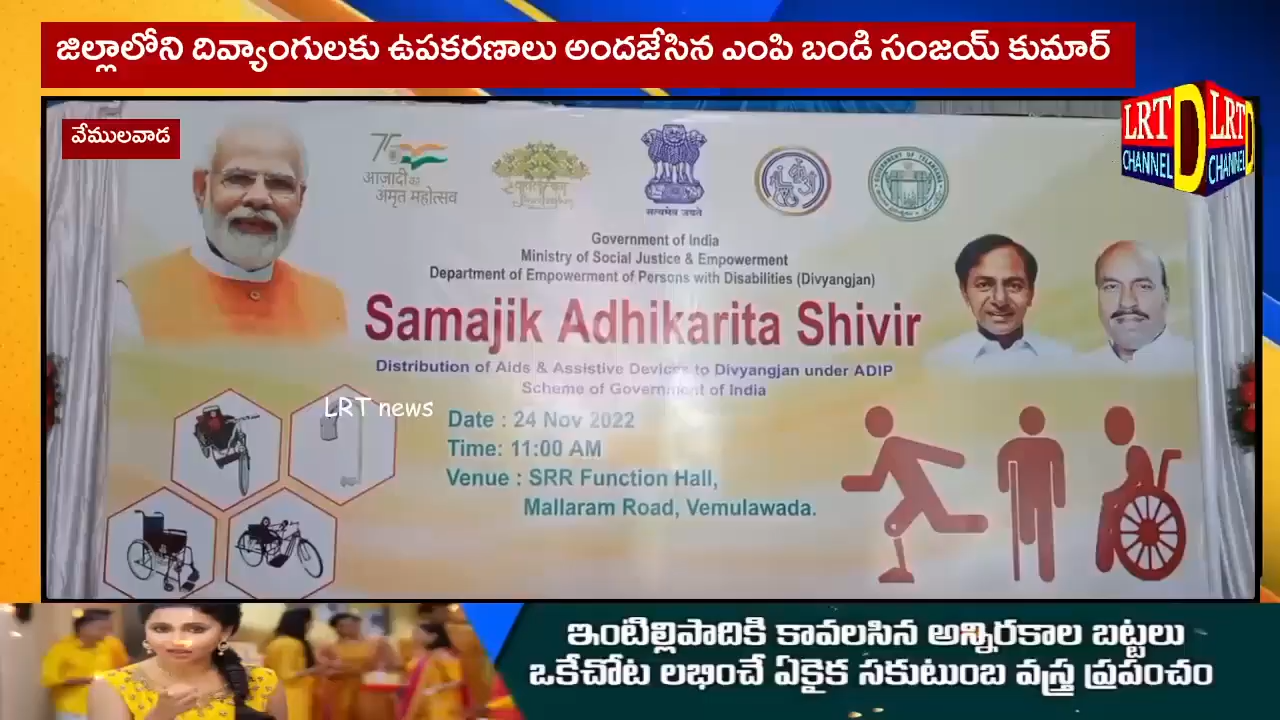 జిల్లాలోని దివ్యాంగులకు ఉపకరణాలు అందజేసిన ఎంపి బండి సంజయ్ కుమార్
వేములవాడ
LRT D LRT D
CHANNEL CHANNEL
75
आज़ादी का
अमृत महोत्सव
सत्यमेव जयते
Government of India
Ministry of Social Justice & Empowerment
Department of Empowerment of Persons with Disabilities (Divyangjan)
Samajik Adhikarita Shivir
Distribution of Aids & Assistive Devices to Divyangjan under ADIP
Scheme of Government of India
LRT news
Date : 24 Nov 2022
Time: 11:00 AM
Venue : SRR Function Hall,
Mallaram Road, Vemulawada.
ఇంటిల్లిపాదికి కావలసిన అన్నిరకాల బట్టలు
ఒకేచోట లభించే ఏకైక సకుటుంబ వస్త్ర ప్రపంచం